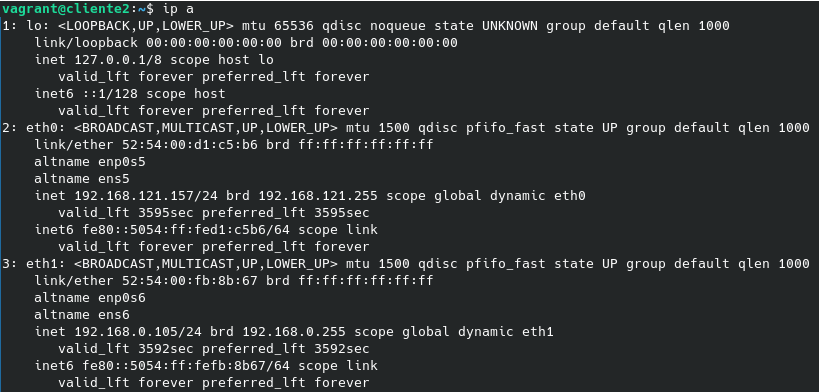 vagrant@cliente2:~$ ip a
1: lo: <LOOPBACK,UP,LOWER_UP> mtu 65536 qdisc noqueue state UNKNOWN group default qlen 1000
    link/loopback 00:00:00:00:00:00 brd 00:00:00:00:00:00
    inet 127.0.0.1/8 scope host lo
       valid_lft forever preferred_lft forever
    inet6 ::1/128 scope host
       valid_lft forever preferred_lft forever
2: eth0: <BROADCAST,MULTICAST,UP,LOWER_UP> mtu 1500 qdisc pfifo_fast state UP group default qlen 1000
    link/ether 52:54:00:d1:c5:b6 brd ff:ff:ff:ff:ff:ff
    altname enp0s5
    altname ens5
    inet 192.168.121.157/24 brd 192.168.121.255 scope global dynamic eth0
       valid_lft 3595sec preferred_lft 3595sec
    inet6 fe80::5054:ff:fed1:c5b6/64 scope link
       valid_lft forever preferred_lft forever
3: eth1: <BROADCAST,MULTICAST,UP,LOWER_UP> mtu 1500 qdisc pfifo_fast state UP group default qlen 1000
    link/ether 52:54:00:fb:8b:67 brd ff:ff:ff:ff:ff:ff
    altname enp0s6
    altname ens6
    inet 192.168.0.105/24 brd 192.168.0.255 scope global dynamic eth1
       valid_lft 3592sec preferred_lft 3592sec
    inet6 fe80::5054:ff:fefb:8b67/64 scope link
       valid_lft forever preferred_lft forever